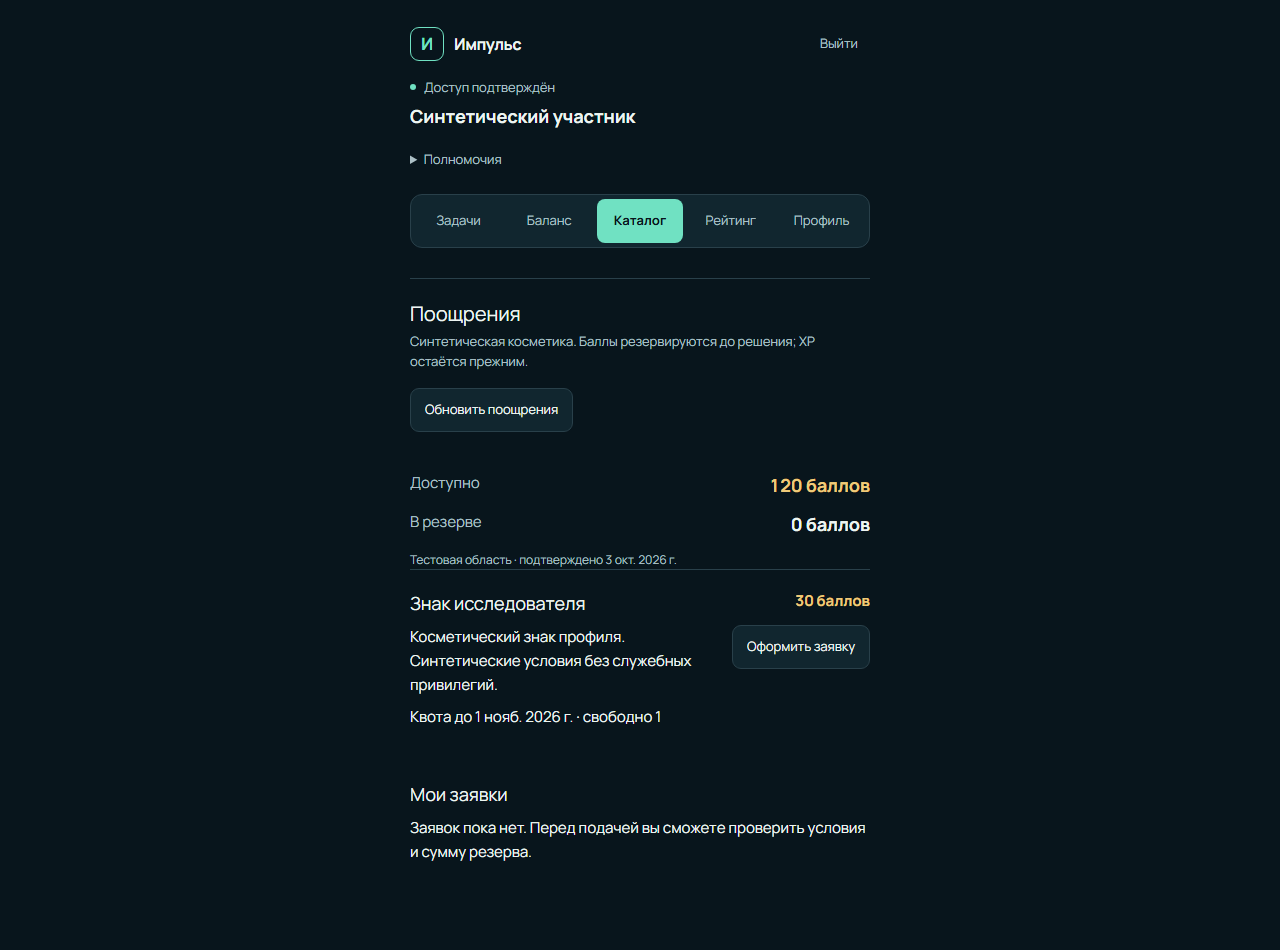 И Импульс
Выйти
Доступ подтверждён
Синтетический участник
Полномочия
Задачи Баланс Каталог Рейтинг Профиль
Поощрения
Синтетическая косметика. Баллы резервируются до решения; XP
остаётся прежним.
Обновить поощрения
Доступно 120 баллов
В резерве 0 баллов
Тестовая область · подтверждено 3 окт. 2026 г.
Знак исследователя 30 баллов
Косметический знак профиля.
Синтетические условия без служебных
привилегий.
Оформить заявку
Квота до 1 нояб. 2026 г. · свободно 1
Мои заявки
Заявок пока нет. Перед подачей вы сможете проверить условия
и сумму резерва.